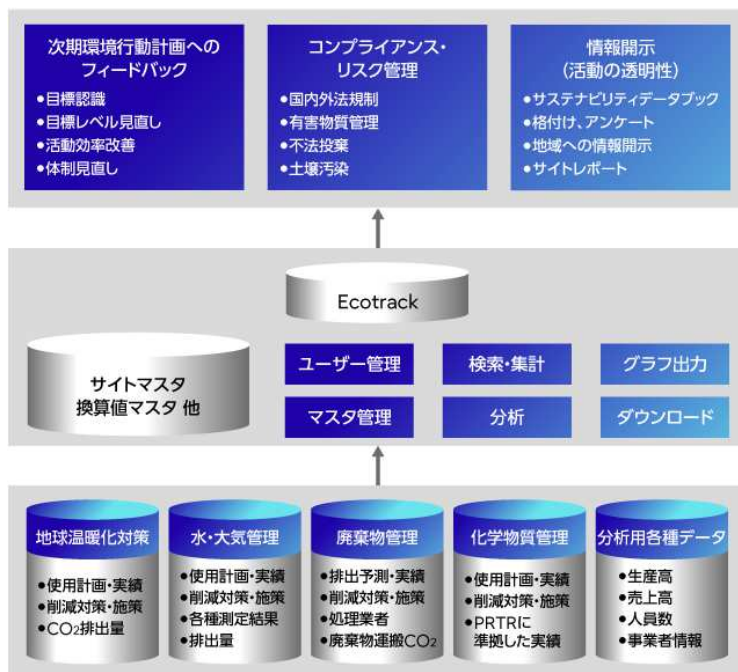 次期環境行動計画への
フィードバック
●目標認識
●目標レベル見直し
●活動効率改善
●体制見直し
コンプライアンス・
リスク管理
●国内外法規制
●有害物質管理
●不法投棄
●土壌汚染
情報開示
(活動の透明性)
●サステナビリティデータブック
●格付け、アンケート
●地域への情報開示
●サイトレポート
Ecotrack
サイトマスタ
換算値マスタ 他
ユーザー管理
検索・集計
グラフ出力
マスタ管理
分析
ダウンロード
地球温暖化対策
●使用計画・実績
●削減対策・施策
●CO₂排出量
水・大気管理
●使用計画・実績
●削減対策・施策
●各種測定結果
●排出量
廃棄物管理
●排出予測・実績
●削減対策・施策
●処理業者
●廃棄物運搬CO₂
化学物質管理
●使用計画・実績
●削減対策・施策
●PRTRに
準拠した実績
分析用各種データ
●生産高
●売上高
●人員数
●事業者情報